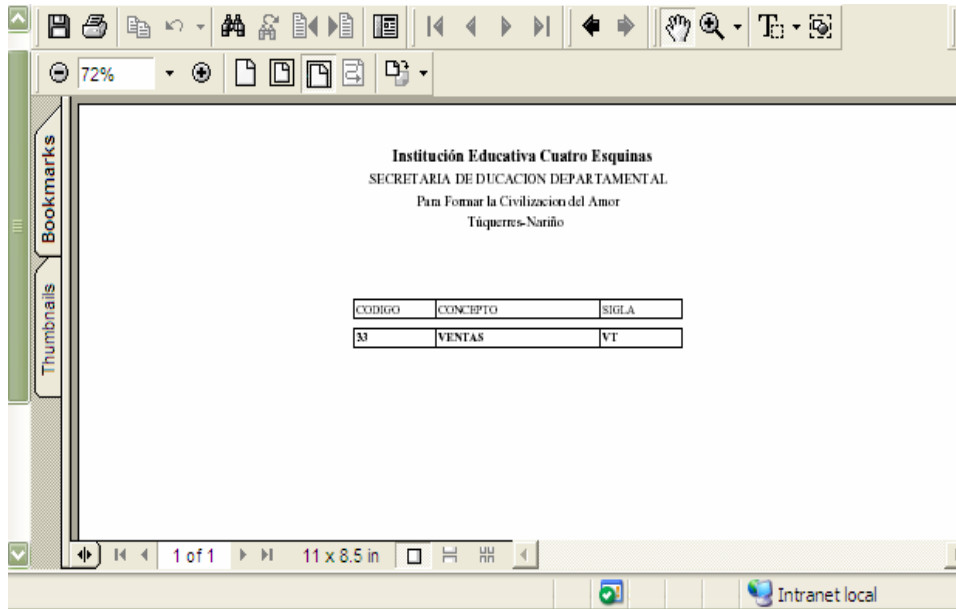 72%
Bookmarks
Thumbnails
Institución Educativa Cuatro Esquinas
SECRETARIA DE DUCACION DEPARTAMENTAL
Para Formar la Civilizacion del Amor
Túquerres-Nariño
CODIGO CONCEPTO SIGLA
33 VENTAS VT
1 of 1 11 x 8.5 in
Intranet local